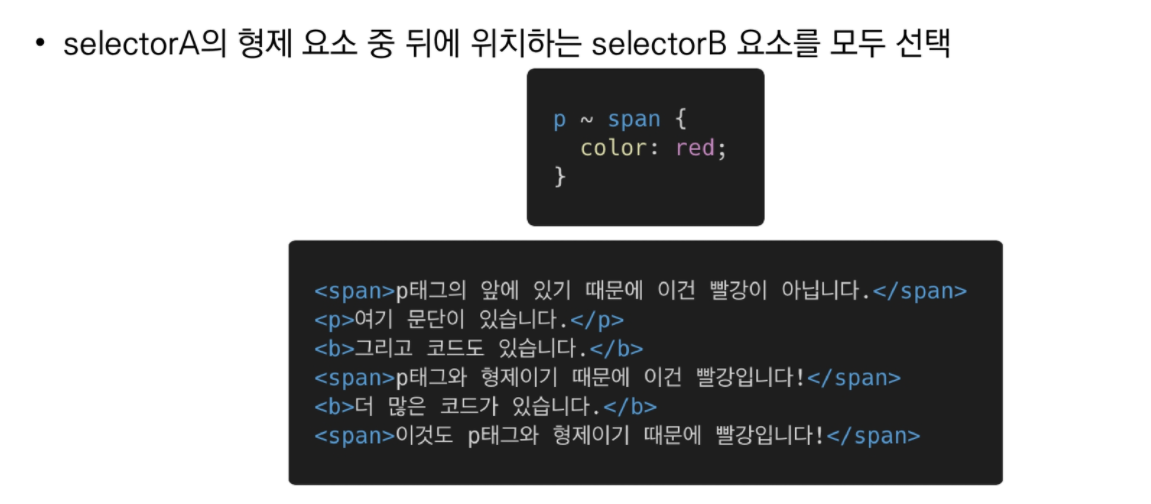 • selectorA의 형제 요소 중 뒤에 위치하는 selectorB 요소를 모두 선택
p ~ span {
  color: red;
}
<span>p태그의 앞에 있기 때문에 이건 빨강이 아닙니다.</span>
<p>여기 문단이 있습니다.</p>
<b>그리고 코드도 있습니다.</b>
<span>p태그와 형제이기 때문에 이건 빨강입니다!</span>
<b>더 많은 코드가 있습니다.</b>
<span>이것도 p태그와 형제이기 때문에 빨강입니다!</span>